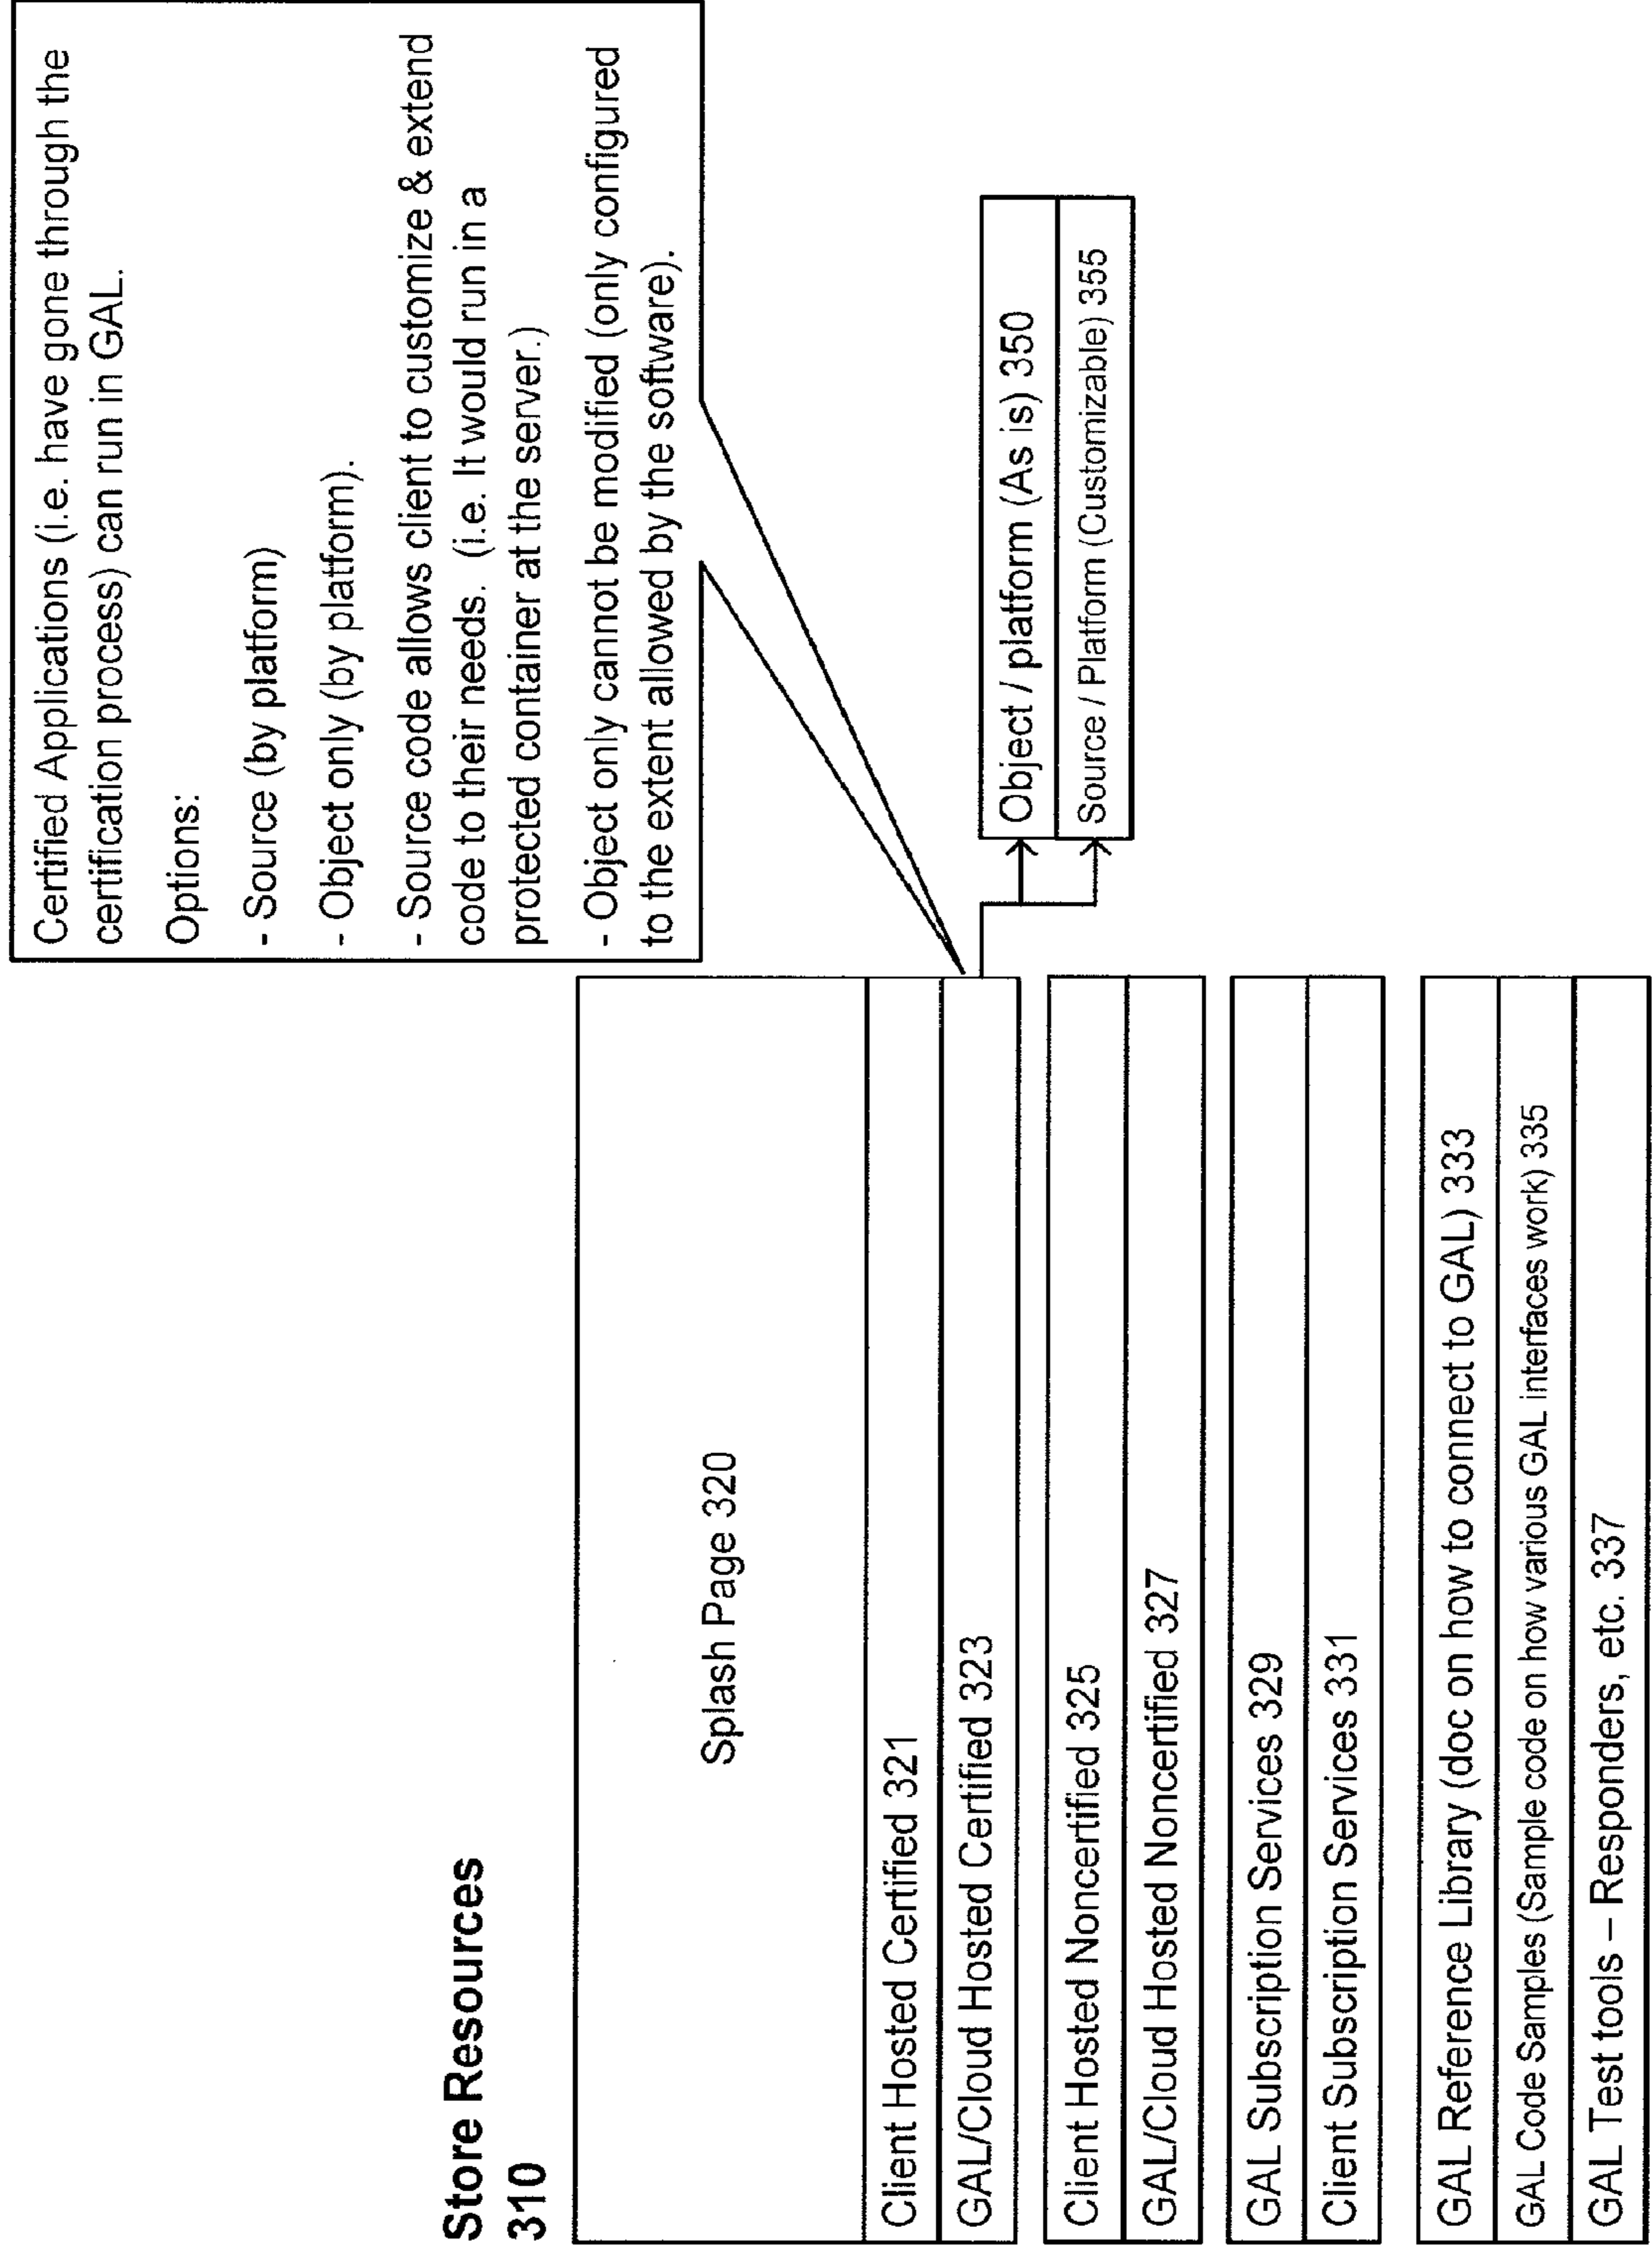 Certified Applications (i.e. have gone through the
certification process) can run in GAL.
Options:
- Source (by platform)
- Object only (by platform).
- Source code allows client to customize & extend
code to their needs. (i.e. It would run in a
protected container at the server.)
- Object only cannot be modified (only configured
to the extent allowed by the software).
Store Resources
310
Splash Page 320
Client Hosted Certified 321
GAL/Cloud Hosted Certified 323
Object / platform (As is) 350
Source / Platform (Customizable) 355
Client Hosted Noncertified 325
GAL/Cloud Hosted Noncertified 327
GAL Subscription Services 329
Client Subscription Services 331
GAL Reference Library (doc on how to connect to GAL) 333
GAL Code Samples (Sample code on how various GAL interfaces work) 335
GAL Test tools – Responders, etc. 337